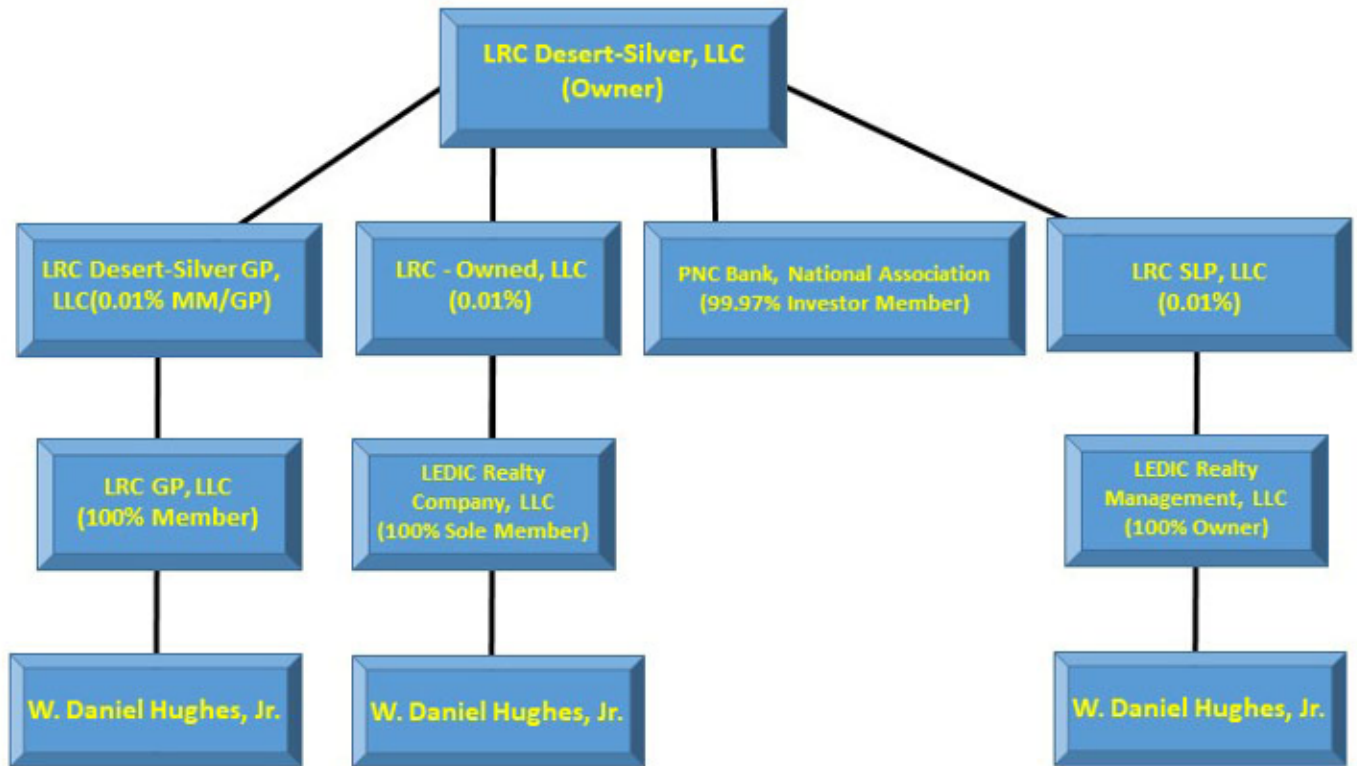 LRC Desert-Silver, LLC
(Owner)
LRC Desert-Silver GP,
LLC(0.01% MM/GP)
LRC - Owned, LLC
(0.01%)
PNC Bank, National Association
(99.97% Investor Member)
LRC SLP, LLC
(0.01%)
LRC GP, LLC
(100% Member)
LEDIC Realty
Company, LLC
(100% Sole Member)
LEDIC Realty
Management, LLC
(100% Owner)
W. Daniel Hughes, Jr.
W. Daniel Hughes, Jr.
W. Daniel Hughes, Jr.